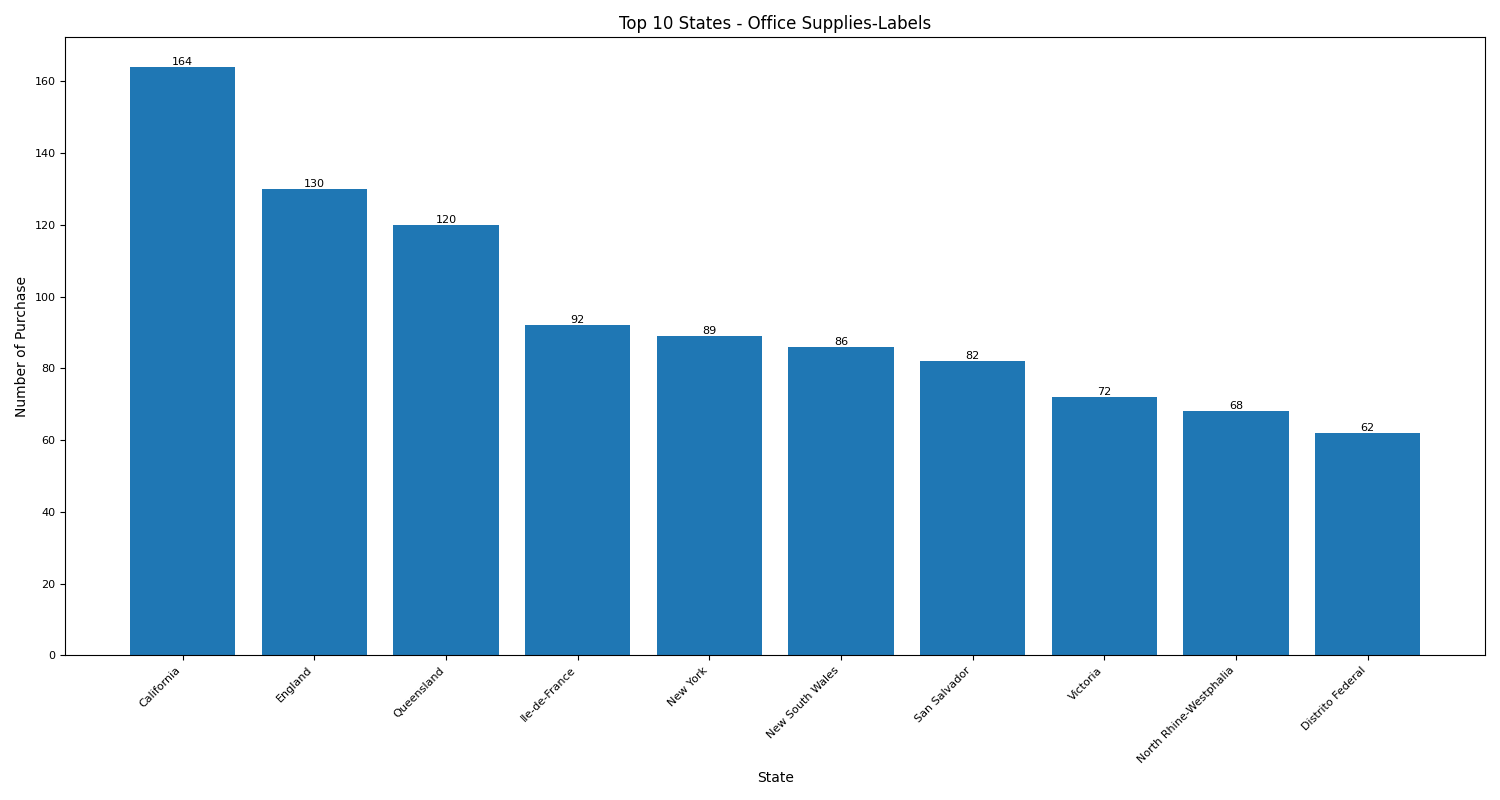 Top 10 States - Office Supplies-Labels
Number of Purchase
160
140
120
100
80
60
40
20
0
164
130
120
92
89
86
82
72
68
62
California
England
Queensland
Ile-de-France
New York
New South Wales
San Salvador
Victoria
North Rhine-Westphalia
Distrito Federal
State